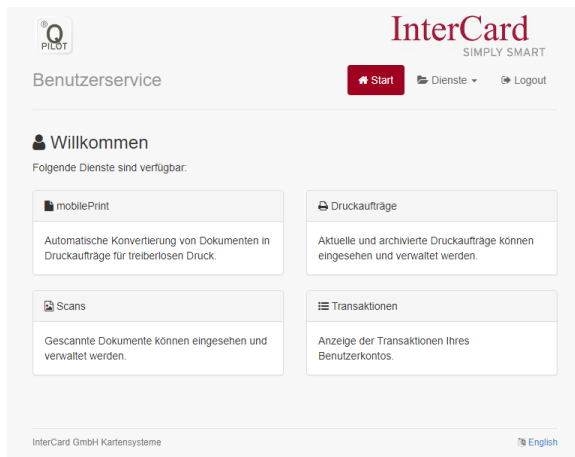 Q
PILOT
InterCard
SIMPLY SMART
Benutzerservice
Start
Dienste
Logout
Willkommen
Folgende Dienste sind verfügbar:
mobilePrint
Automatische Konvertierung von Dokumenten in
Druckaufträge für treiberlosen Druck.
Druckaufträge
Aktuelle und archivierte Druckaufträge können
eingesehen und verwaltet werden.
Scans
Gescannte Dokumente können eingesehen und
verwaltet werden.
Transaktionen
Anzeige der Transaktionen Ihres
Benutzerkontos.
InterCard GmbH Kartensysteme
English